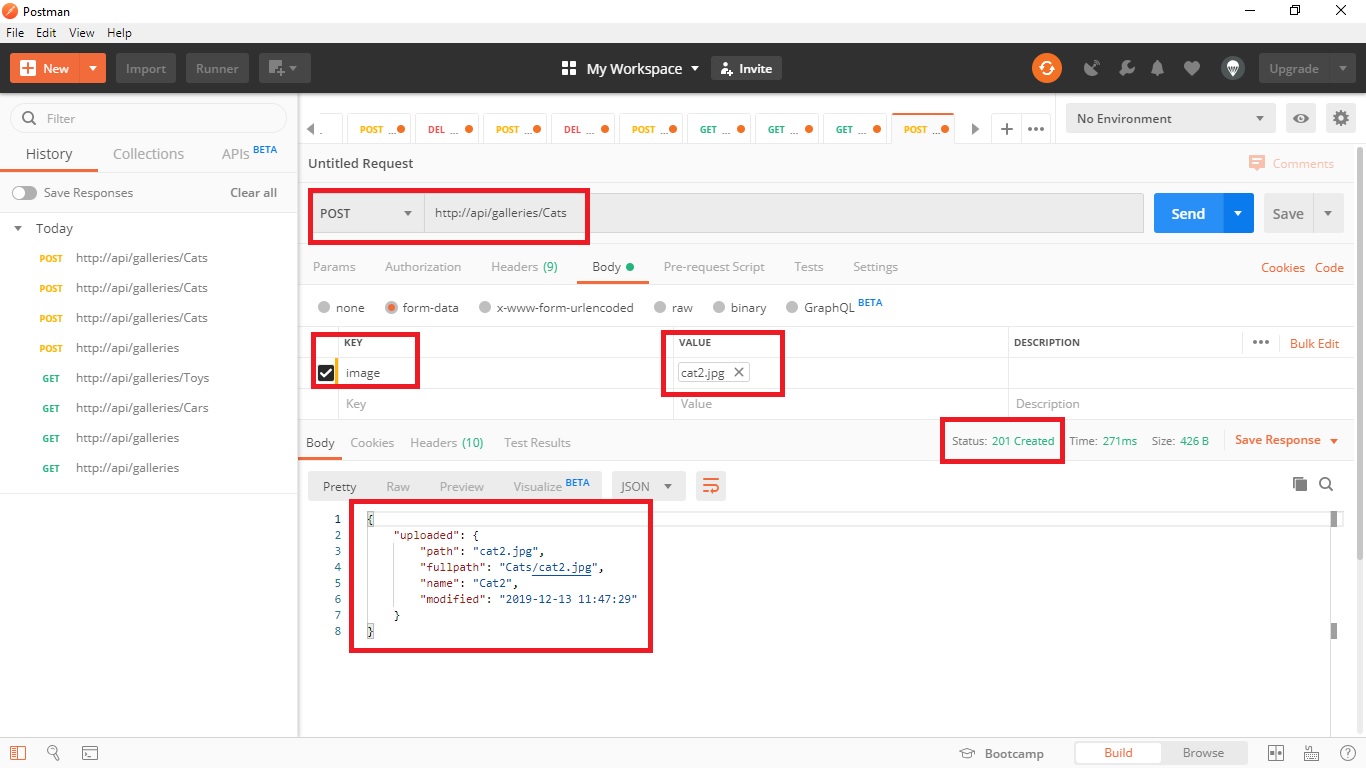 Postman
File Edit View Help
New Import Runner My Workspace Invite Upgrade
Filter
History Collections APIs BETA
Save Responses Clear all
Today
POST http://api/galleries/Cats
POST http://api/galleries/Cats
POST http://api/galleries/Cats
POST http://api/galleries
GET http://api/galleries/Toys
GET http://api/galleries/Cars
GET http://api/galleries
GET http://api/galleries
. POST ... DEL ... POST ... DEL ... POST ... GET ... GET ... GET ... POST ... No Environment
Untitled Request Comments
POST http://api/galleries/Cats Send Save
Params Authorization Headers (9) Body Pre-request Script Tests Settings Cookies Code
none form-data x-www-form-urlencoded raw binary GraphQL BETA
KEY VALUE DESCRIPTION Bulk Edit
image cat2.jpg
Key Value Description
Body Cookies Headers (10) Test Results Status: 201 Created Time: 271ms Size: 426 B Save Response
Pretty Raw Preview Visualize BETA JSON
1 {
2 "uploaded": {
3 "path": "cat2.jpg",
4 "fullpath": "Cats/cat2.jpg",
5 "name": "Cat2",
6 "modified": "2019-12-13 11:47:29"
7 }
8 }
Bootcamp Build Browse